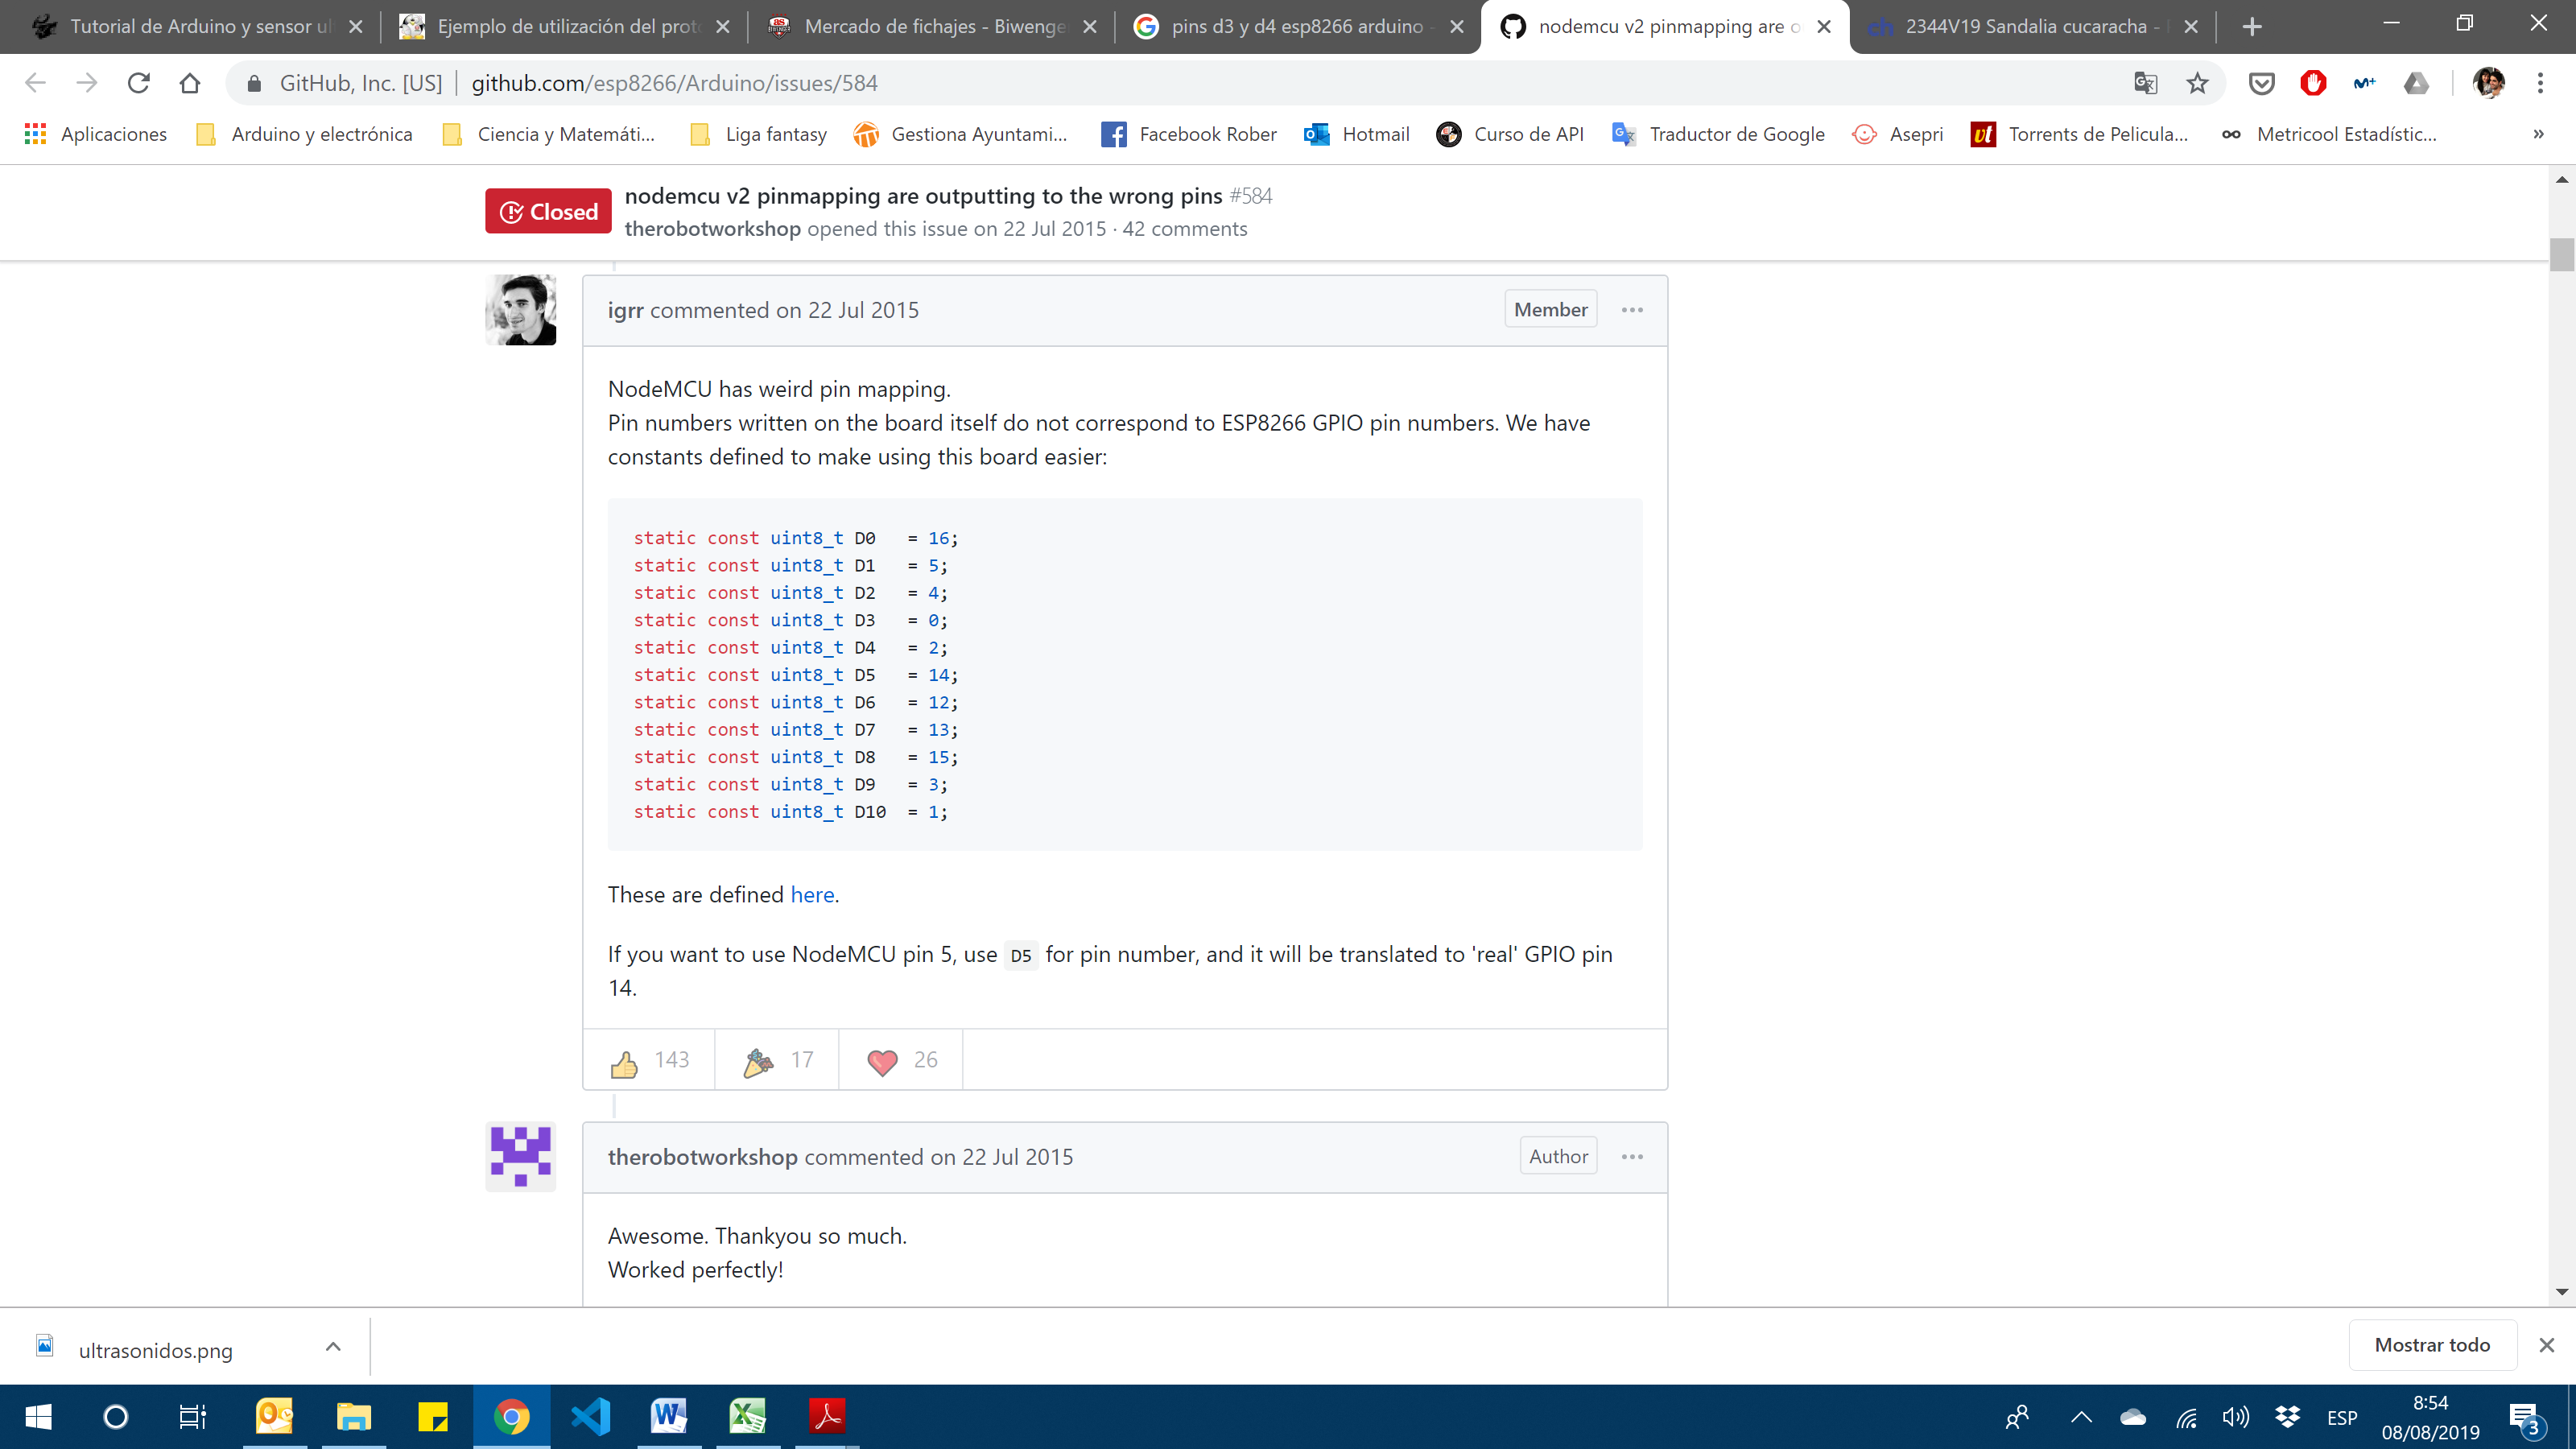 Tutorial de Arduino y sensor ul
Ejemplo de utilización del proto
Mercado de fichajes - Biwenge
pins d3 y d4 esp8266 arduino -
nodemcu v2 pinmapping are o
2344V19 Sandalia cucaracha -
GitHub, Inc. [US] github.com/esp8266/Arduino/issues/584
Aplicaciones
Arduino y electrónica
Ciencia y Matemáti...
Liga fantasy
Gestiona Ayuntami...
Facebook Rober
Hotmail
Curso de API
Traductor de Google
Asepri
Torrents de Pelicula...
Metricool Estadístic...
»
Closed
nodemcu v2 pinmapping are outputting to the wrong pins #584
therobotworkshop opened this issue on 22 Jul 2015 · 42 comments
igrr commented on 22 Jul 2015
Member
NodeMCU has weird pin mapping.
Pin numbers written on the board itself do not correspond to ESP8266 GPIO pin numbers. We have
constants defined to make using this board easier:
static const uint8_t D0   = 16;
static const uint8_t D1   = 5;
static const uint8_t D2   = 4;
static const uint8_t D3   = 0;
static const uint8_t D4   = 2;
static const uint8_t D5   = 14;
static const uint8_t D6   = 12;
static const uint8_t D7   = 13;
static const uint8_t D8   = 15;
static const uint8_t D9   = 3;
static const uint8_t D10  = 1;
These are defined here.
If you want to use NodeMCU pin 5, use D5 for pin number, and it will be translated to 'real' GPIO pin
14.
143
17
26
therobotworkshop commented on 22 Jul 2015
Author
Awesome. Thankyou so much.
Worked perfectly!
ultrasonidos.png
Mostrar todo
ESP
8:54
08/08/2019
3